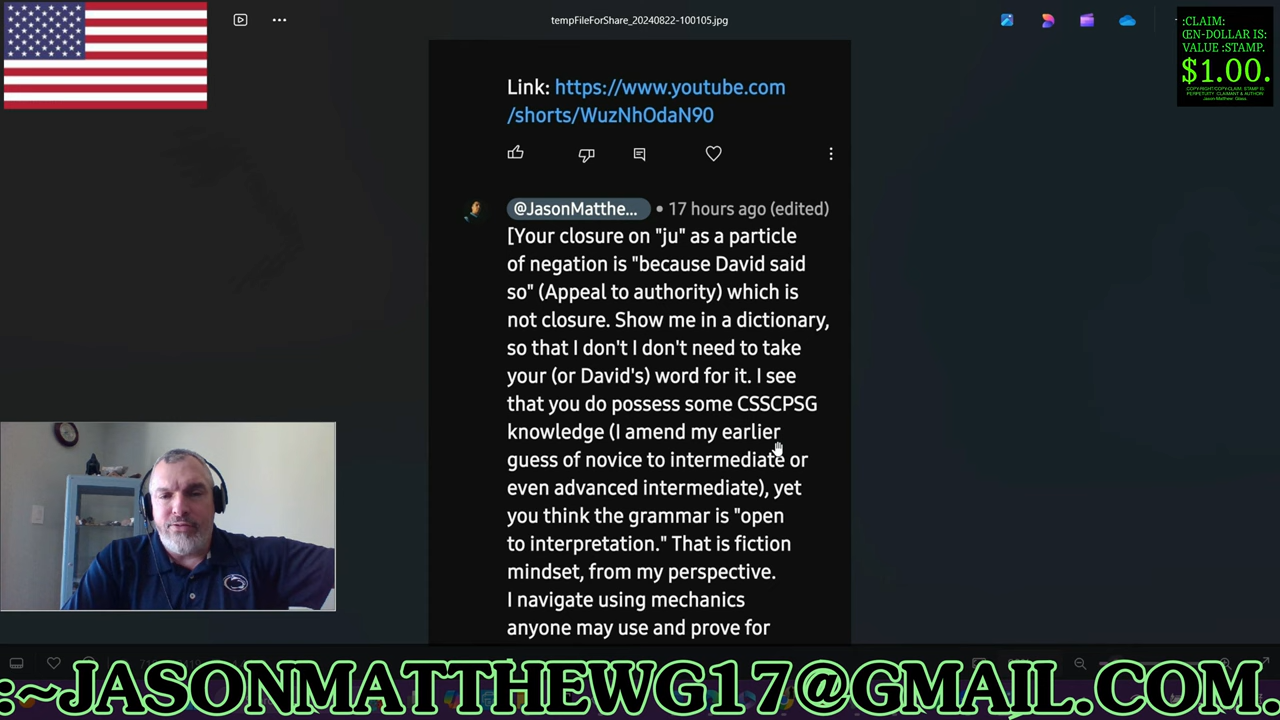 tempFileForShare_20240822-100105.jpg
:CLAIM:
ŒN-DOLLAR IS:
VALUE :STAMP.
$1.00.
Link: https://www.youtube.com
/shorts/WuzNhOdaN90
@JasonMatthe... • 17 hours ago (edited)
[Your closure on "ju" as a particle
of negation is "because David said
so" (Appeal to authority) which is
not closure. Show me in a dictionary,
so that I don't I don't need to take
your (or David's) word for it. I see
that you do possess some CSSCPSG
knowledge (I amend my earlier
guess of novice to intermediate or
even advanced intermediate), yet
you think the grammar is "open
to interpretation." That is fiction
mindset, from my perspective.
I navigate using mechanics
anyone may use and prove for
:~JASONMATTHEWG17@GMAIL.COM.